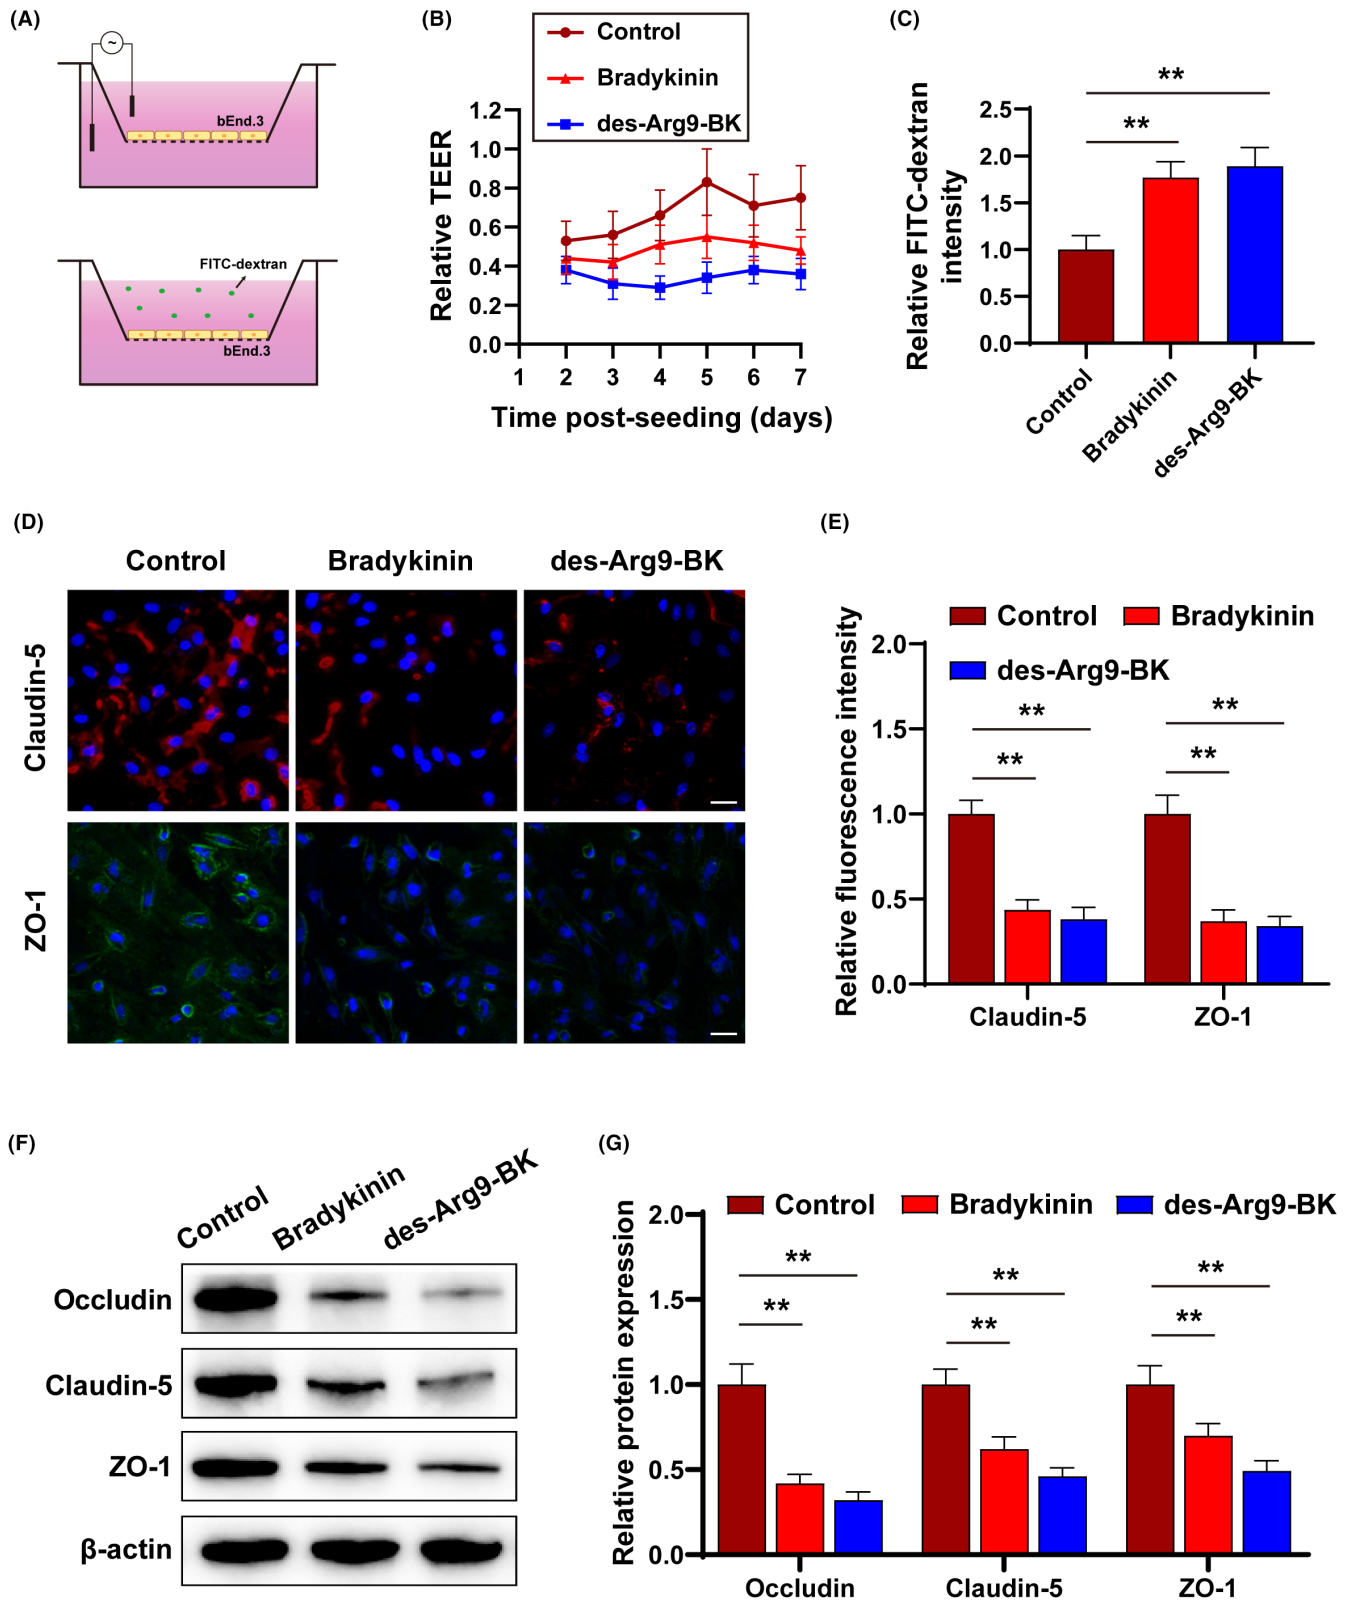 (A)
~
bEnd.3
FITC-dextran
bEnd.3
(B)
Control
Bradykinin
des-Arg9-BK
Relative TEER
1.2
1.0
0.8
0.6
0.4
0.2
0.0
1 2 3 4 5 6 7
Time post-seeding (days)
(C)
Relative FITC-dextran
intensity
2.5
2.0
1.5
1.0
0.5
0.0
**
**
Control
Bradykinin
des-Arg9-BK
(D)
Control Bradykinin des-Arg9-BK
Claudin-5
ZO-1
(E)
Control Bradykinin
des-Arg9-BK
Relative fluorescence intensity
2.0
1.5
1.0
0.5
0.0
** **
** **
Claudin-5 ZO-1
(F)
Control Bradykinin des-Arg9-BK
Occludin
Claudin-5
ZO-1
β-actin
(G)
Control Bradykinin des-Arg9-BK
Relative protein expression
2.0
1.5
1.0
0.5
0.0
** ** **
** ** **
Occludin Claudin-5 ZO-1